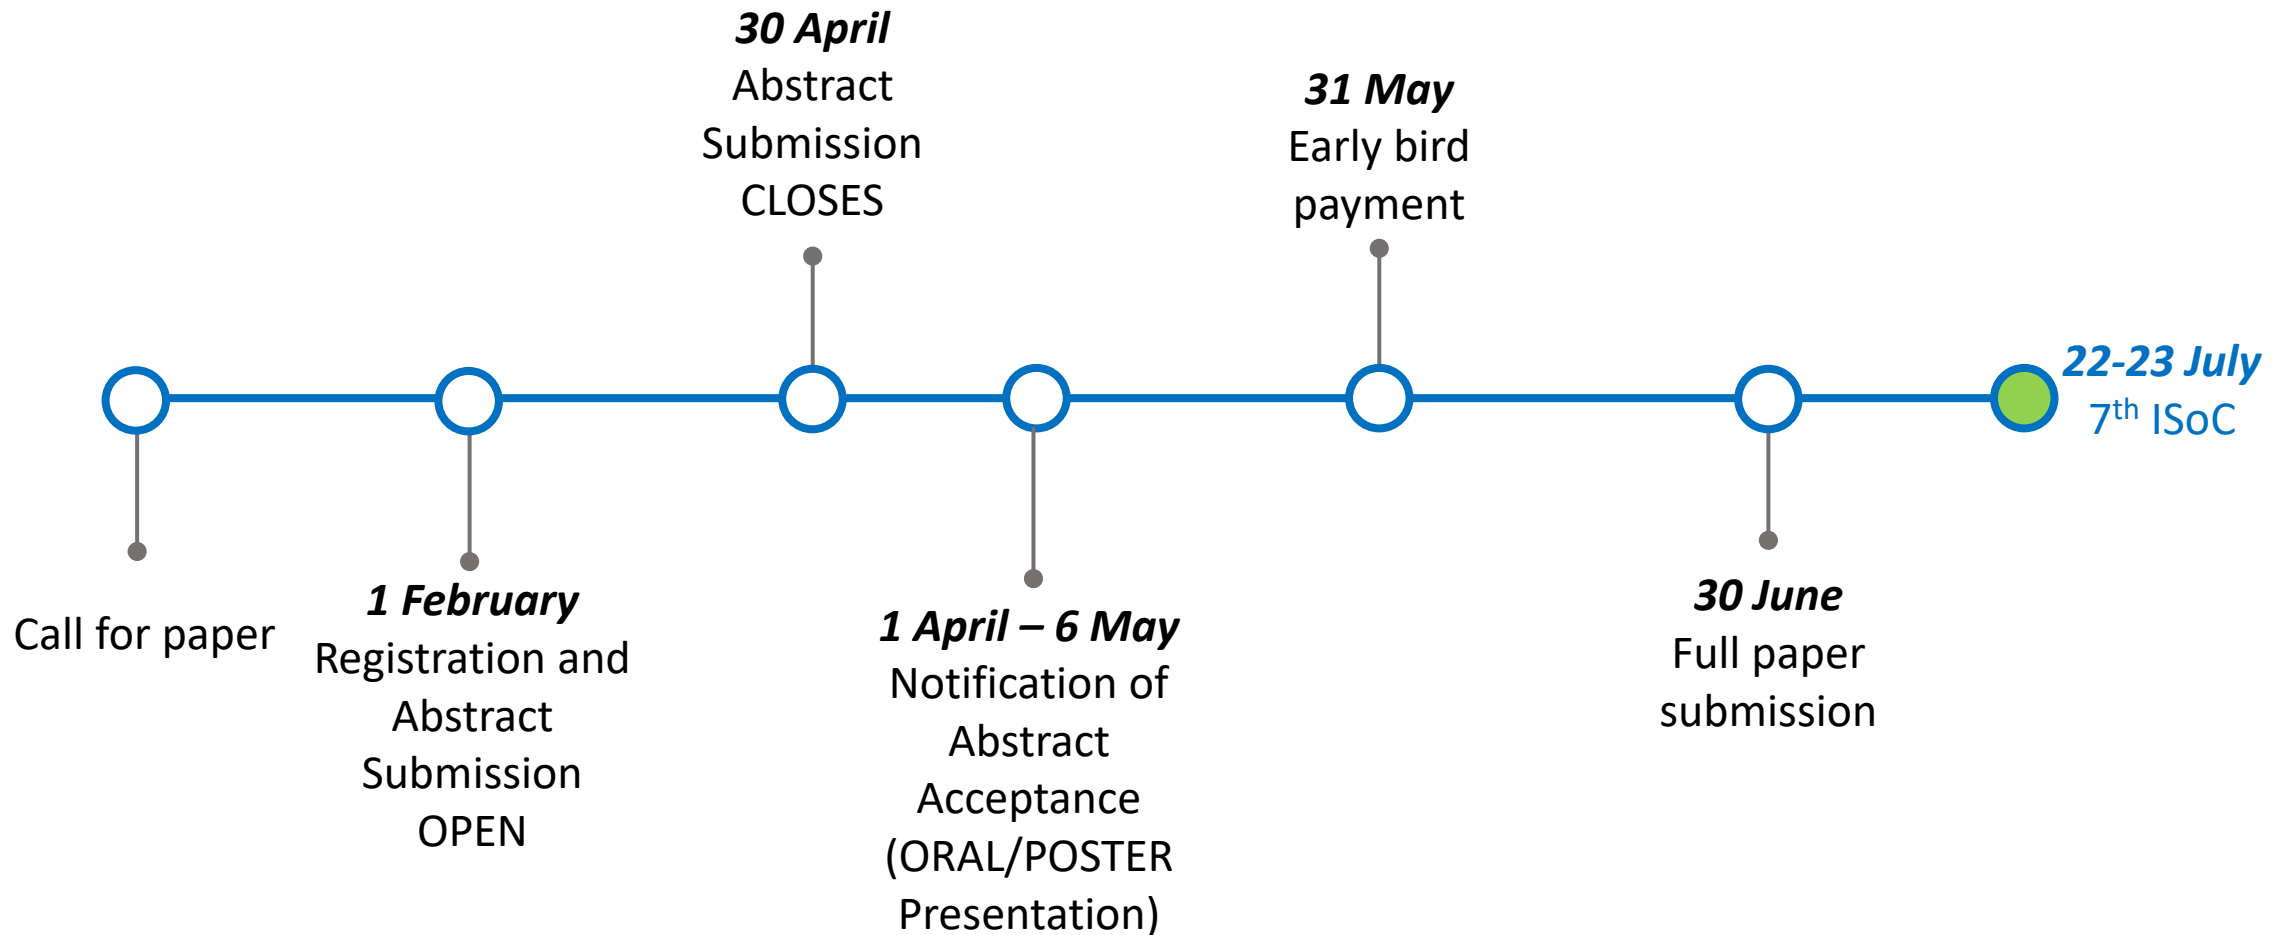 30 April
Abstract
Submission
CLOSES
31 May
Early bird
payment
22-23 July
7th ISoC
Call for paper
1 February
Registration and
Abstract
Submission
OPEN
1 April – 6 May
Notification of
Abstract
Acceptance
(ORAL/POSTER
Presentation)
30 June
Full paper
submission